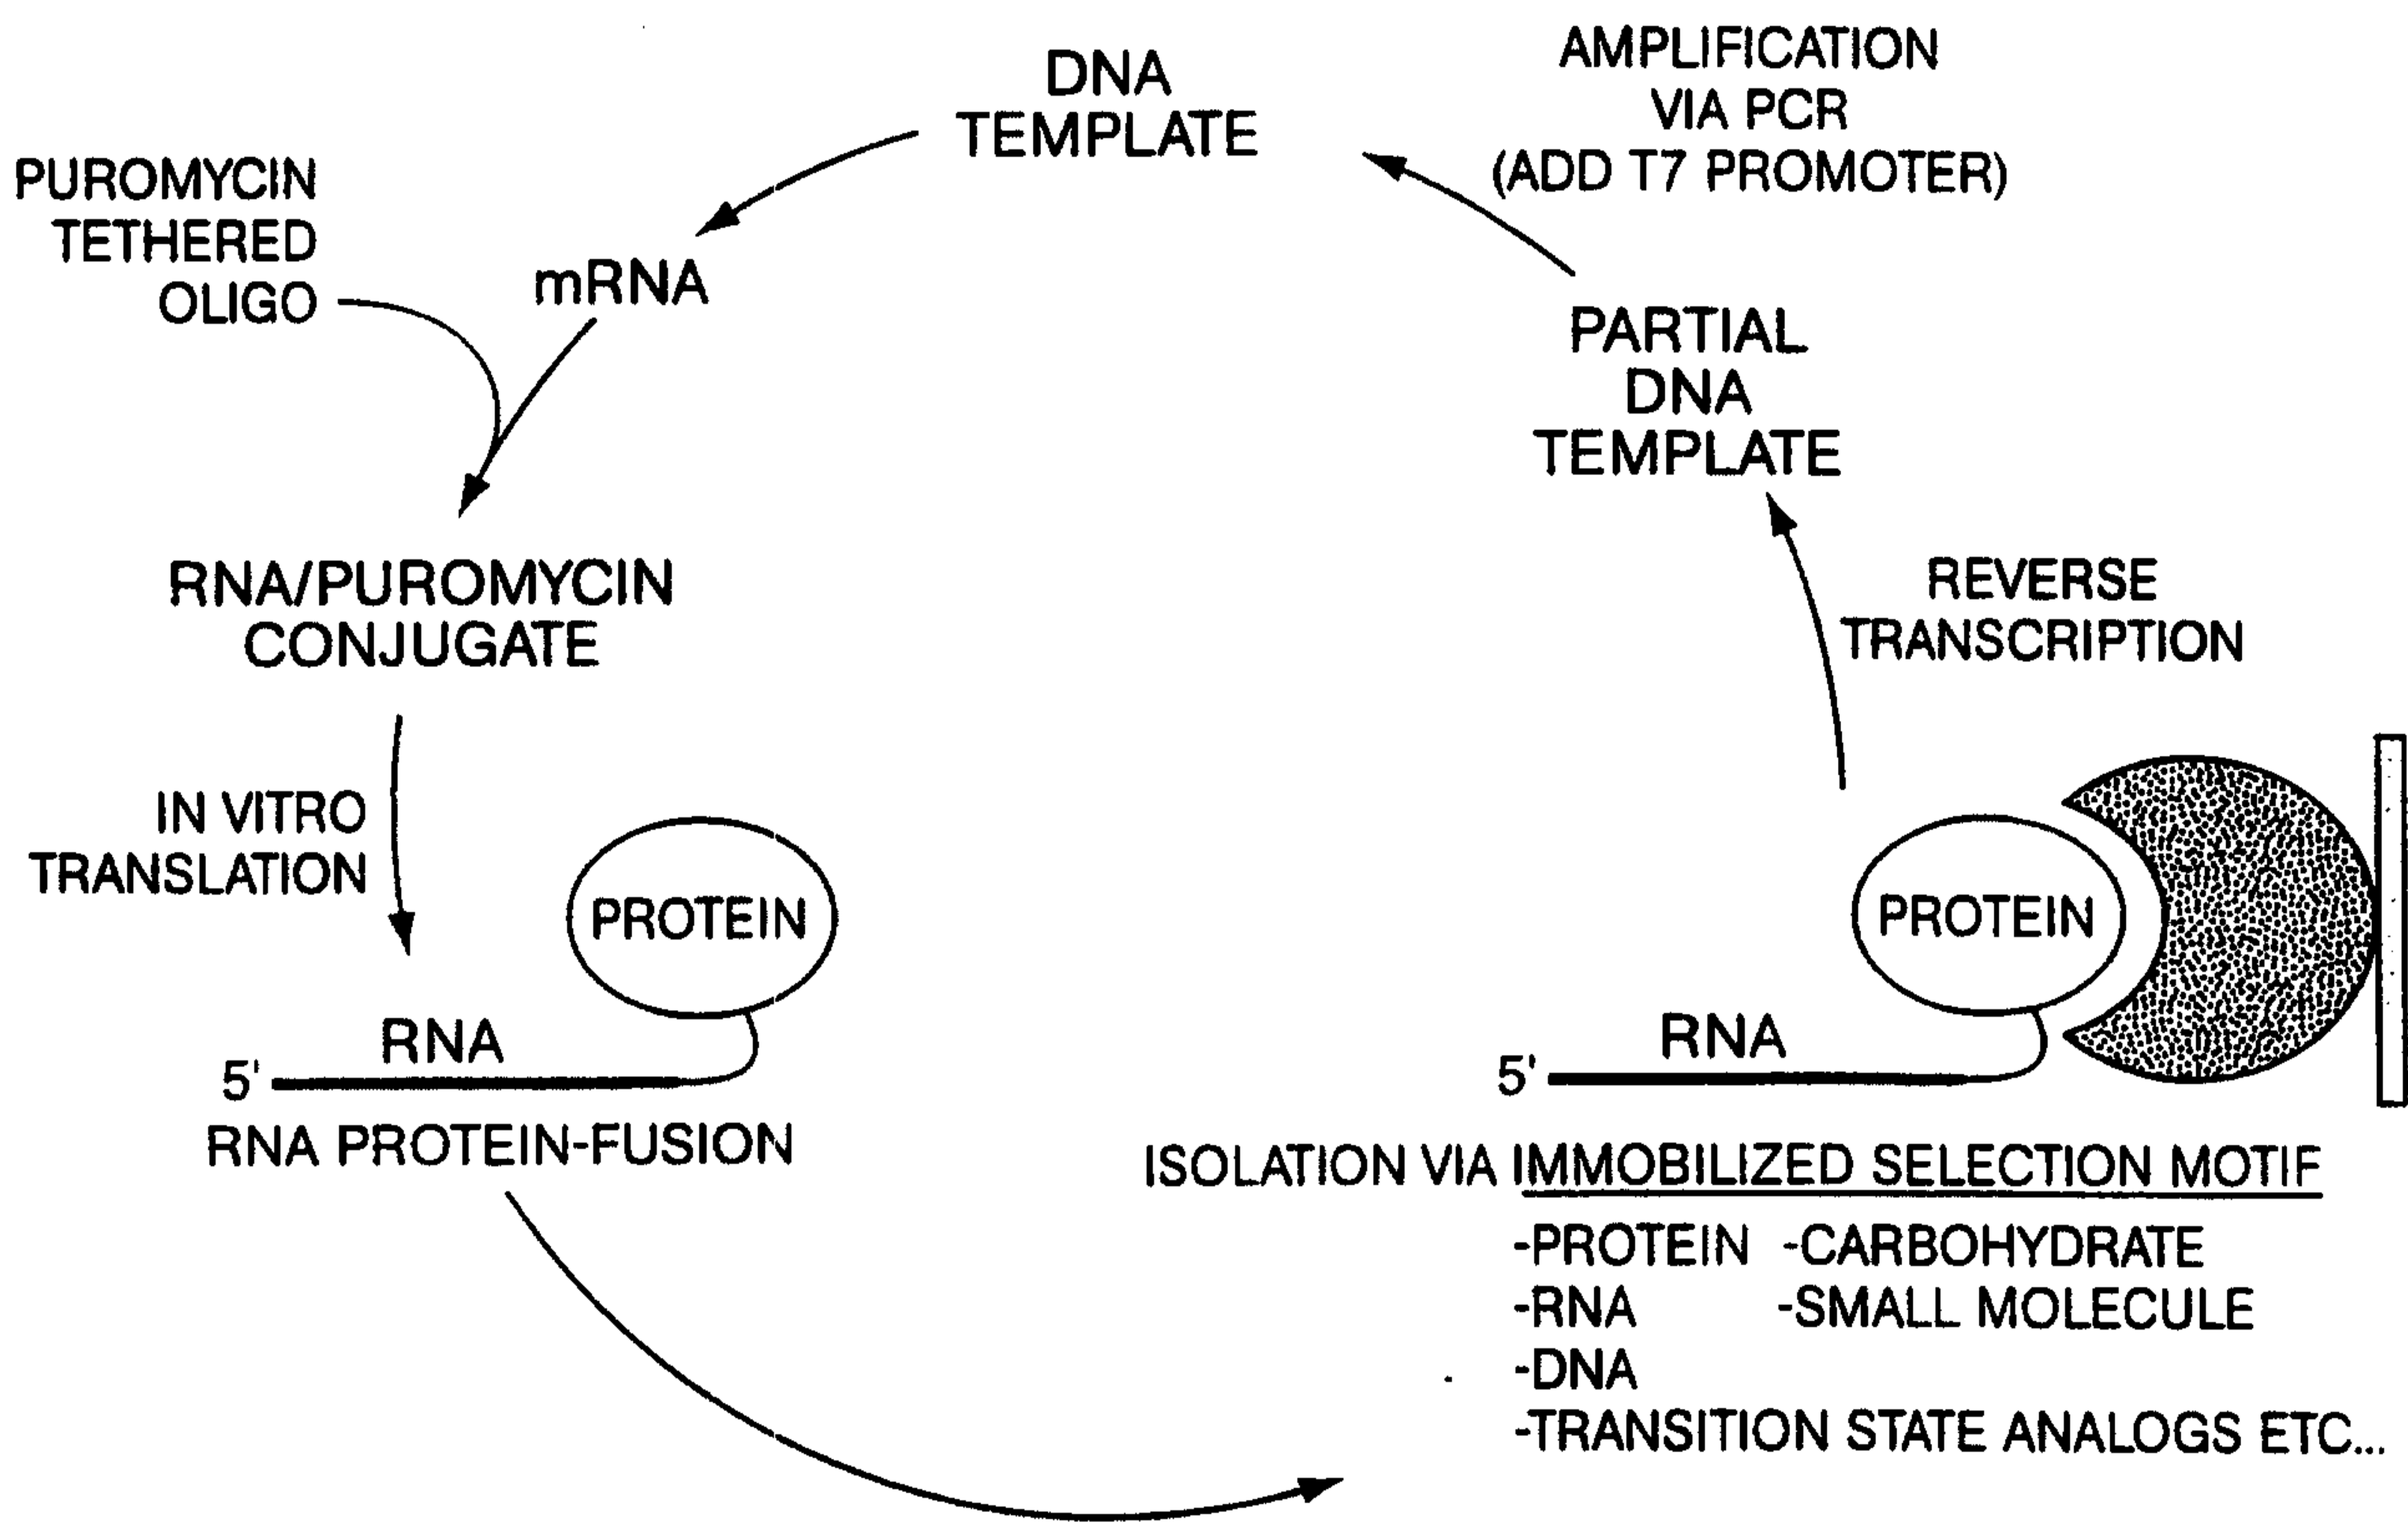 DNA
TEMPLATE
AMPLIFICATION
VIA PCR
(ADD T7 PROMOTER)
PUROMYCIN
TETHERED
OLIGO
mRNA
PARTIAL
DNA
TEMPLATE
RNA/PUROMYCIN
CONJUGATE
REVERSE
TRANSCRIPTION
IN VITRO
TRANSLATION
PROTEIN
RNA
5'
RNA PROTEIN-FUSION
PROTEIN
RNA
5'
ISOLATION VIA IMMOBILIZED SELECTION MOTIF
-PROTEIN -CARBOHYDRATE
-RNA -SMALL MOLECULE
-DNA
-TRANSITION STATE ANALOGS ETC...